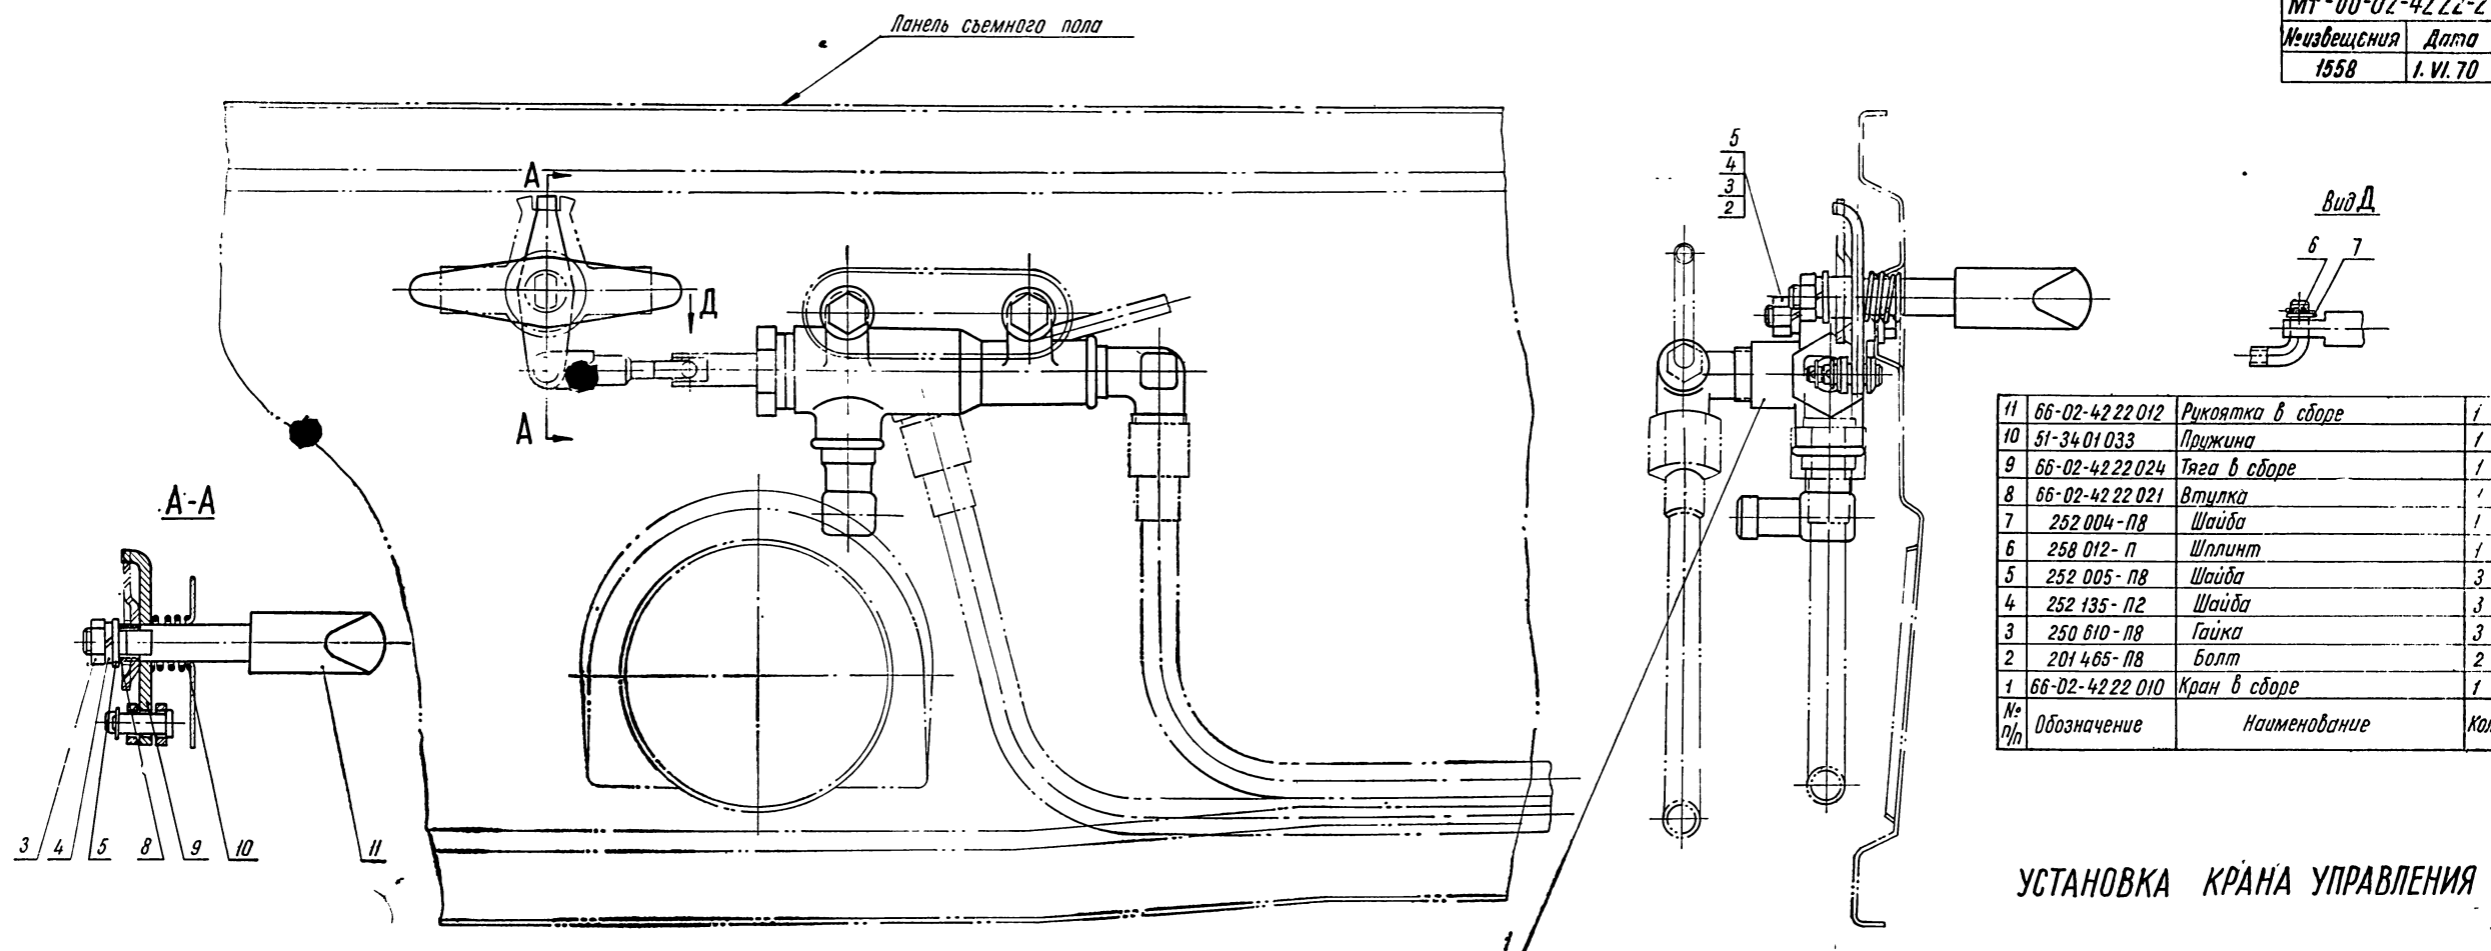 Панель съемного пола
МТ-66-02-4222-2
№ извещения Дата
1558 1. VI. 70
А
А
Д
5
4
3
2
Вид Д
6 7
А-А
3 4 5 8 9 10 11
1
11 66-02-4222012 Рукоятка в сборе 1
10 51-3401033 Пружина 1
9 66-02-4222024 Тяга в сборе 1
8 66-02-4222021 Втулка 1
7 252004-П8 Шайба 1
6 258012-П Шплинт 1
5 252005-П8 Шайба 3
4 252135-П2 Шайба 3
3 250610-П8 Гайка 3
2 201465-П8 Болт 2
1 66-02-4222010 Кран в сборе 1
№ п/п Обозначение Наименование Кол
УСТАНОВКА КРАНА УПРАВЛЕНИЯ